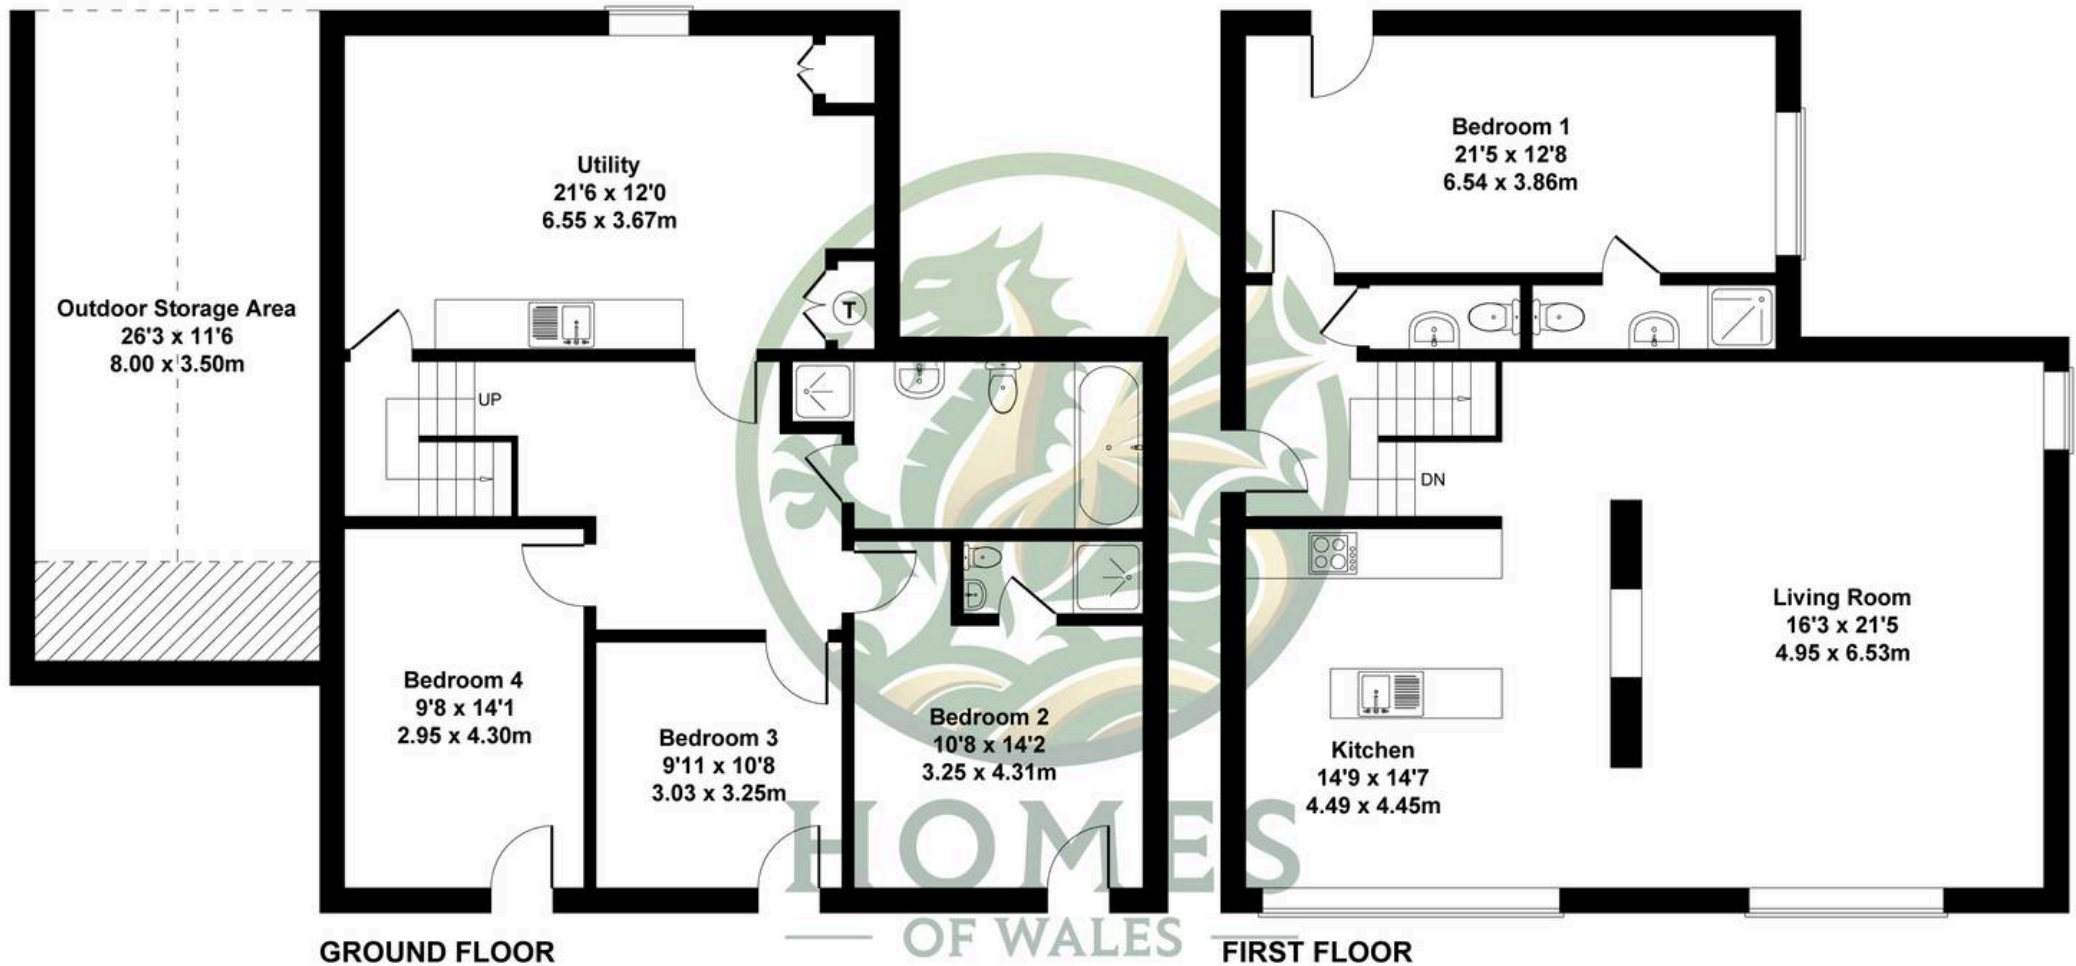 Outdoor Storage Area
26'3 x 11'6
8.00 x 3.50m
Utility
21'6 x 12'0
6.55 x 3.67m
T
UP
Bedroom 4
9'8 x 14'1
2.95 x 4.30m
Bedroom 3
9'11 x 10'8
3.03 x 3.25m
Bedroom 2
10'8 x 14'2
3.25 x 4.31m
GROUND FLOOR
Bedroom 1
21'5 x 12'8
6.54 x 3.86m
DN
Living Room
16'3 x 21'5
4.95 x 6.53m
Kitchen
14'9 x 14'7
4.49 x 4.45m
FIRST FLOOR
HOMES
OF WALES